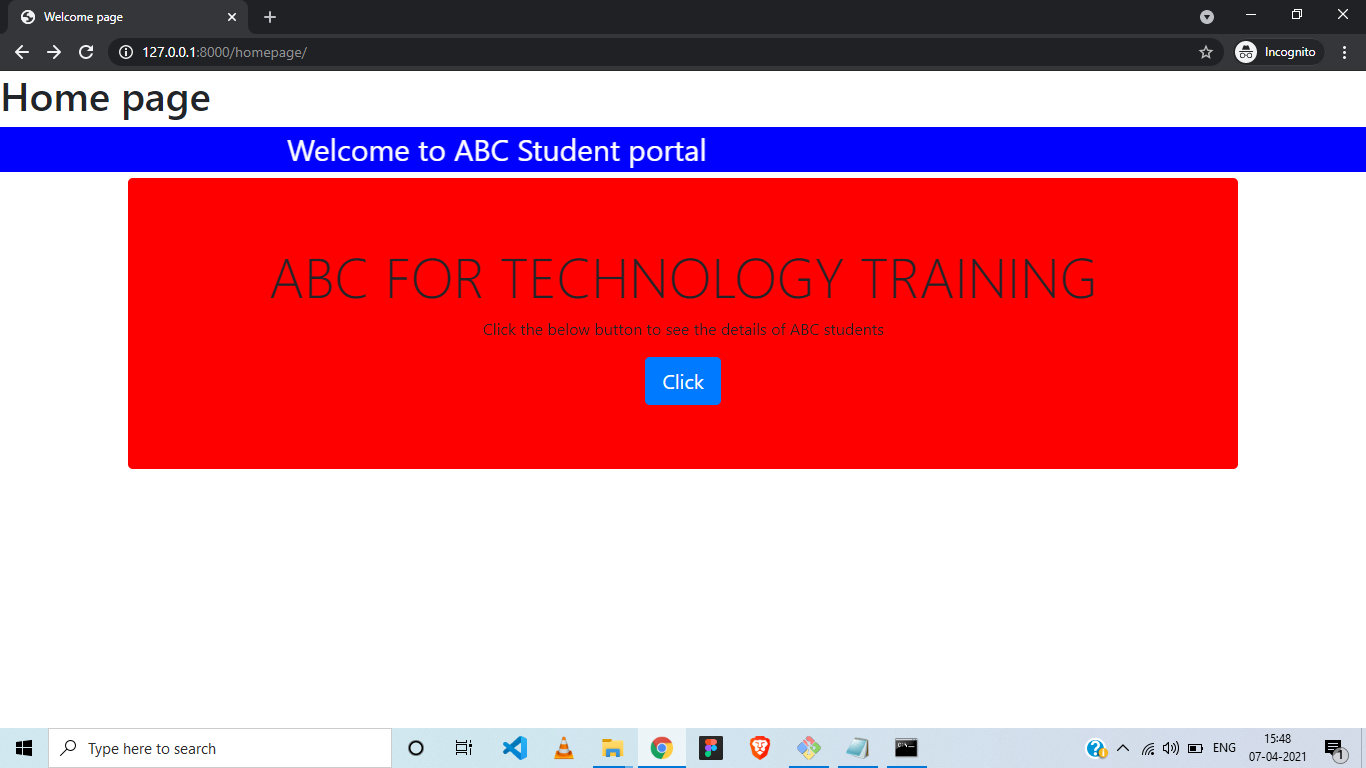 Welcome page
127.0.0.1:8000/homepage/
Incognito
Home page
Welcome to ABC Student portal
ABC FOR TECHNOLOGY TRAINING
Click the below button to see the details of ABC students
Click
Type here to search
ENG
15:48
07-04-2021
1